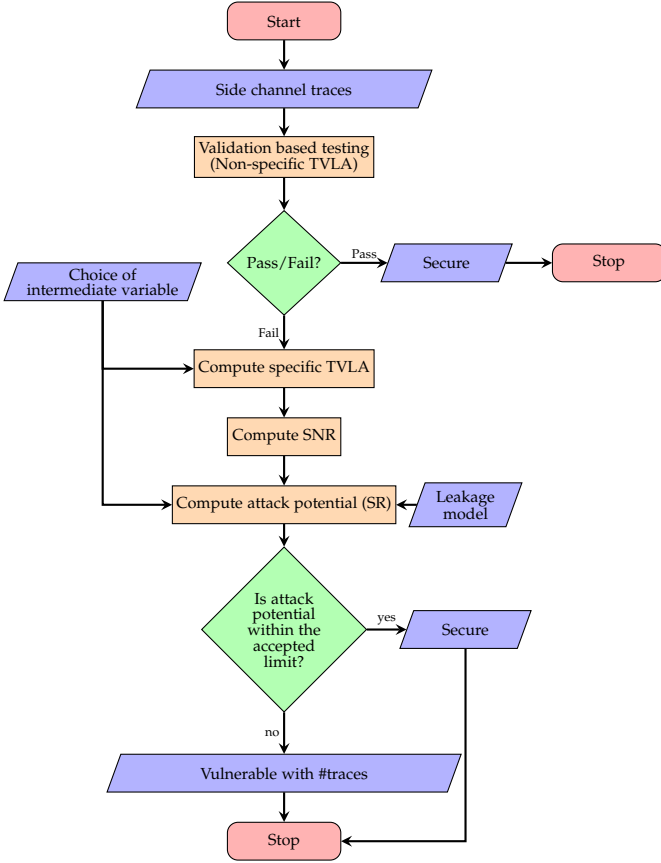 Start
Side channel traces
Validation based testing
(Non-specific TVLA)
Pass/Fail?
Pass
Secure
Stop
Choice of
intermediate variable
Fail
Compute specific TVLA
Compute SNR
Compute attack potential (SR)
Leakage
model
Is attack
potential
within the
accepted
limit?
yes
Secure
no
Vulnerable with #traces
Stop